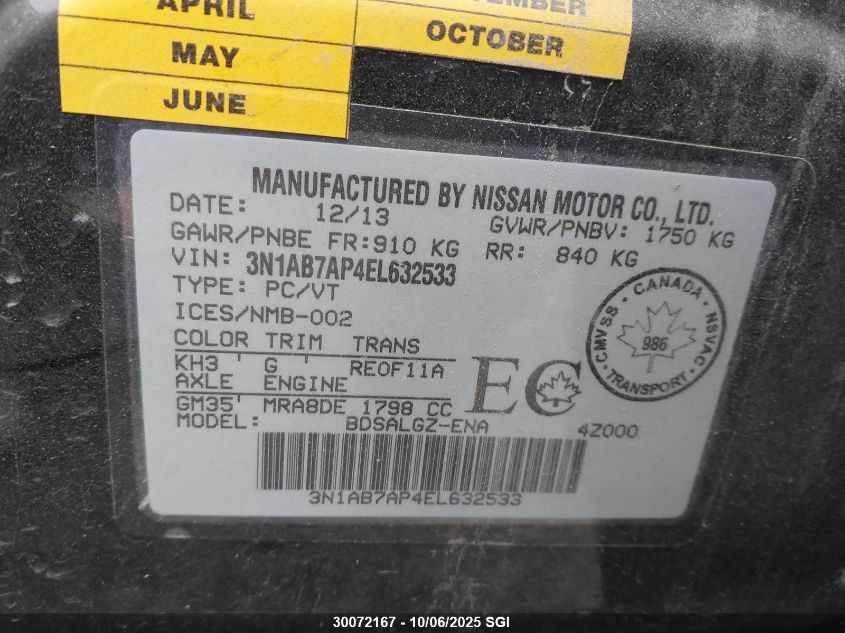 APRIL
MAY
OCTOBER
JUNE
MANUFACTURED BY NISSAN MOTOR CO., LTD.
DATE: 12/13 GVWR/PNBV: 1750 KG
GAWR/PNBE FR:910 KG RR: 840 KG
VIN: 3N1AB7AP4EL632533
TYPE: PC/VT
ICES/NMB-002
COLOR TRIM TRANS
KH3 ' G ' RE0F11A
AXLE ENGINE
GM35' MRA8DE 1798 CC
MODEL: BDSALGZ-ENA 4Z000
EC
CANADA
CMVSS · NSVAC
986
TRANSPORT
3N1AB7AP4EL632533
30072167 - 10/06/2025 SGI